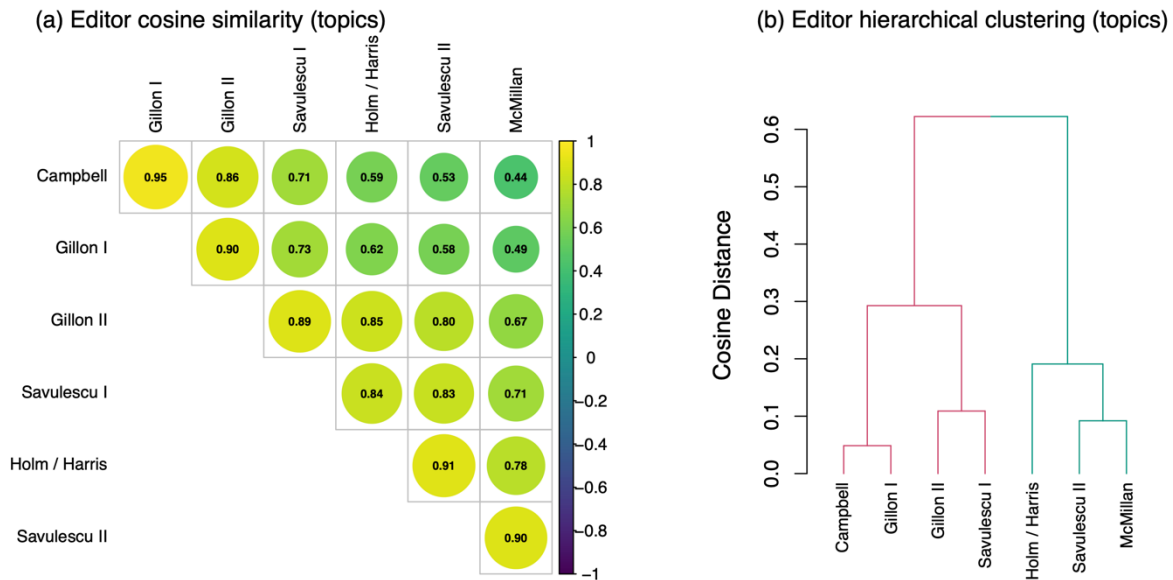 (a) Editor cosine similarity (topics)
Gillon I
Gillon II
Savulescu I
Holm / Harris
Savulescu II
McMillan
Campbell 0.95 0.86 0.71 0.59 0.53 0.44
Gillon I 0.90 0.73 0.62 0.58 0.49
Gillon II 0.89 0.85 0.80 0.67
Savulescu I 0.84 0.83 0.71
Holm / Harris 0.91 0.78
Savulescu II 0.90
1
0.8
0.6
0.4
0.2
0
−0.2
−0.4
−0.6
−0.8
−1
(b) Editor hierarchical clustering (topics)
Cosine Distance
0.6
0.5
0.4
0.3
0.2
0.1
0.0
Campbell
Gillon I
Gillon II
Savulescu I
Holm / Harris
Savulescu II
McMillan